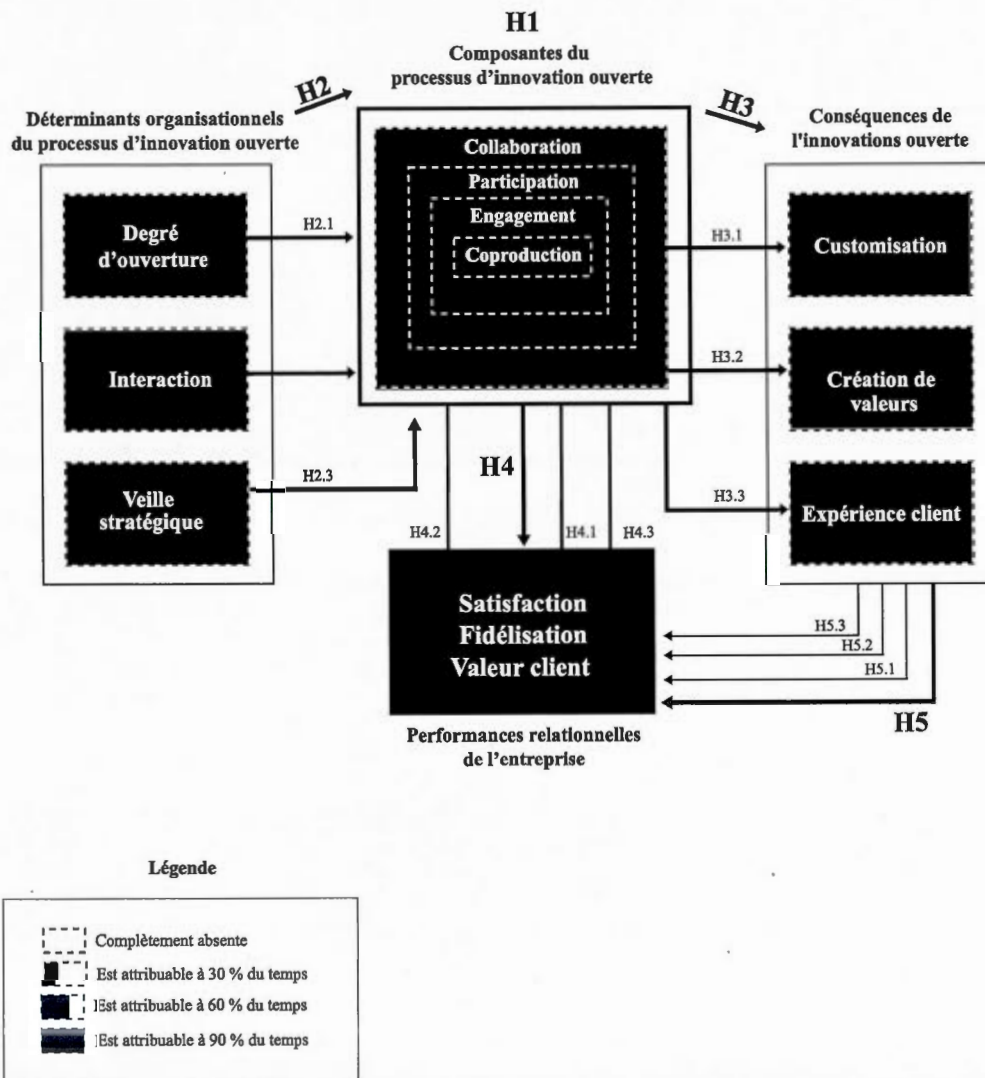 H1
Composantes du
processus d'innovation ouverte
H2
H3
Déterminants organisationnels
du processus d'innovation ouverte
Conséquences de
l'innovations ouverte
Collaboration
Participation
Engagement
Coproduction
Degré
d'ouverture
H2.1
H3.1
Customisation
Interaction
H3.2
Création de
valeurs
Veille
stratégique
H2.3
H4
H3.3
Expérience client
H4.2
H4.1
H4.3
Satisfaction
Fidélisation
Valeur client
H5.3
H5.2
H5.1
H5
Performances relationnelles
de l'entreprise
Légende
Complètement absente
Est attribuable à 30 % du temps
Est attribuable à 60 % du temps
Est attribuable à 90 % du temps